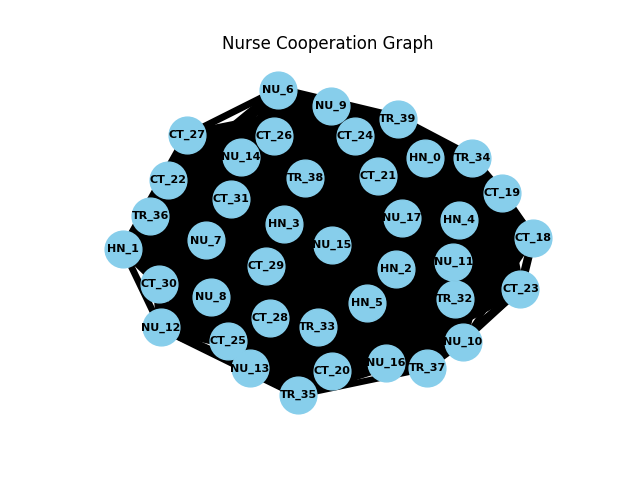 Nurse Cooperation Graph
NU_6
NU_9
TR_39
CT_27
CT_26
CT_24
NU_14
HN_0
TR_34
CT_22
TR_38
CT_21
CT_19
CT_31
TR_36
HN_3
NU_17
HN_4
CT_18
HN_1
NU_7
NU_15
CT_29
HN_2
NU_11
CT_30
NU_8
HN_5
TR_32
CT_23
NU_12
CT_28
TR_33
CT_25
NU_10
NU_13
CT_20
NU_16
TR_37
TR_35